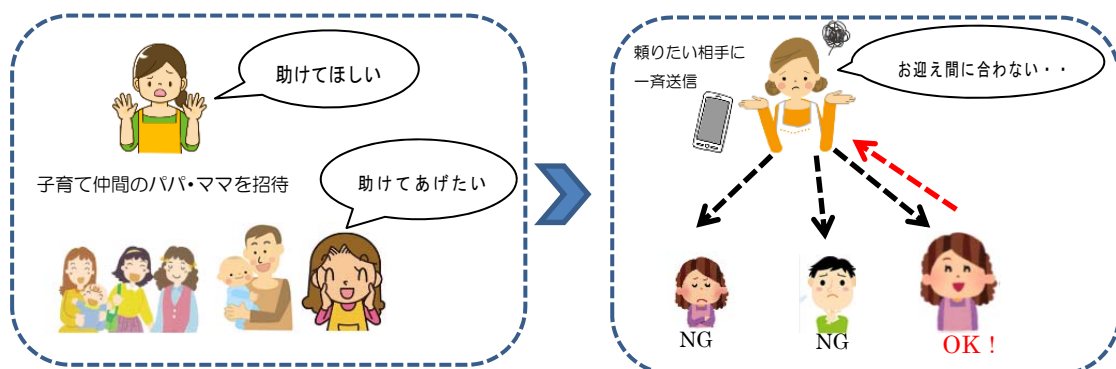 助けてほしい
子育て仲間のパパ・ママを招待
助けてあげたい
頼りたい相手に
一斉送信
お迎え間に合わない・・
NG
NG
OK！